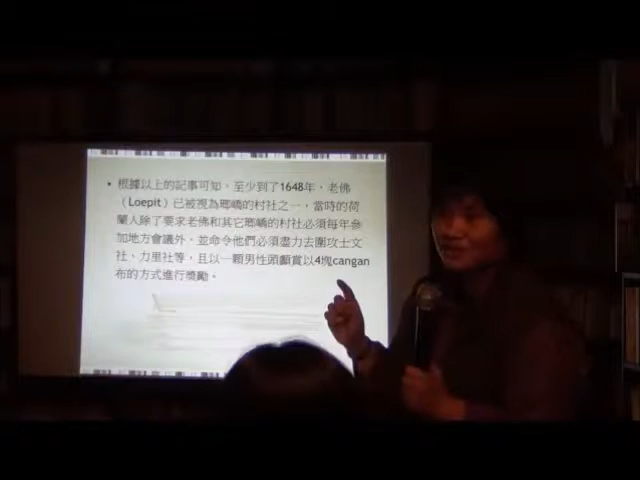 • 根據以上的記事可知，至少到了1648年，老佛
（Loepit）已被視為瑯嶠的村社之一，當時的荷
蘭人除了要求老佛和其它瑯嶠的村社必須每年參
加地方會議外，並命令他們必須盡力去圍攻士文
社、力里社等，且以一顆男性頭顱賞以4塊cangan
布的方式進行獎勵。